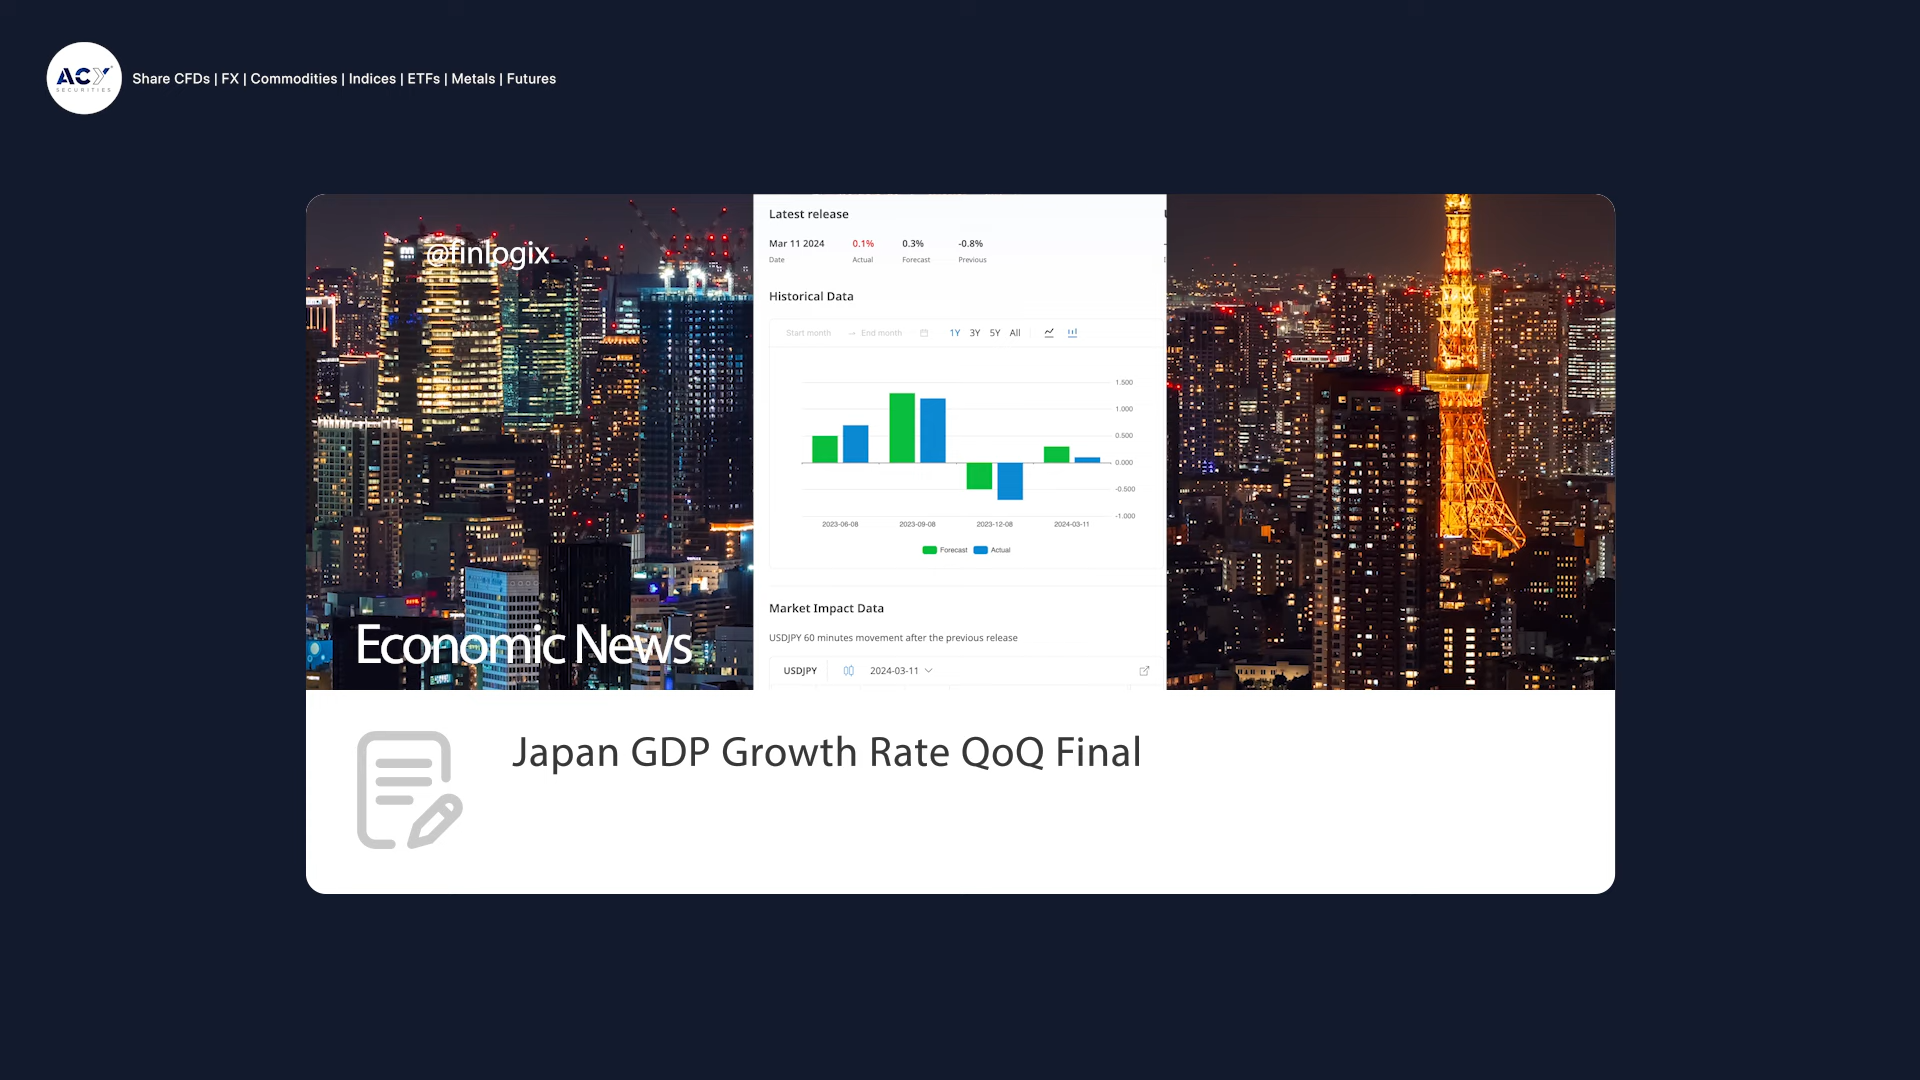 ACY
SECURITIES
Share CFDs | FX | Commodities | Indices | ETFs | Metals | Futures
@finlogix
Latest release
Mar 11 2024 0.1% 0.3% -0.8%
Date Actual Forecast Previous
Historical Data
Start month → End month 1Y 3Y 5Y All
1.500
1.000
0.500
0.000
-0.500
-1.000
2023-06-08 2023-09-08 2023-12-08 2024-03-11
Forecast Actual
Market Impact Data
USDJPY 60 minutes movement after the previous release
USDJPY 2024-03-11
Economic News
Japan GDP Growth Rate QoQ Final